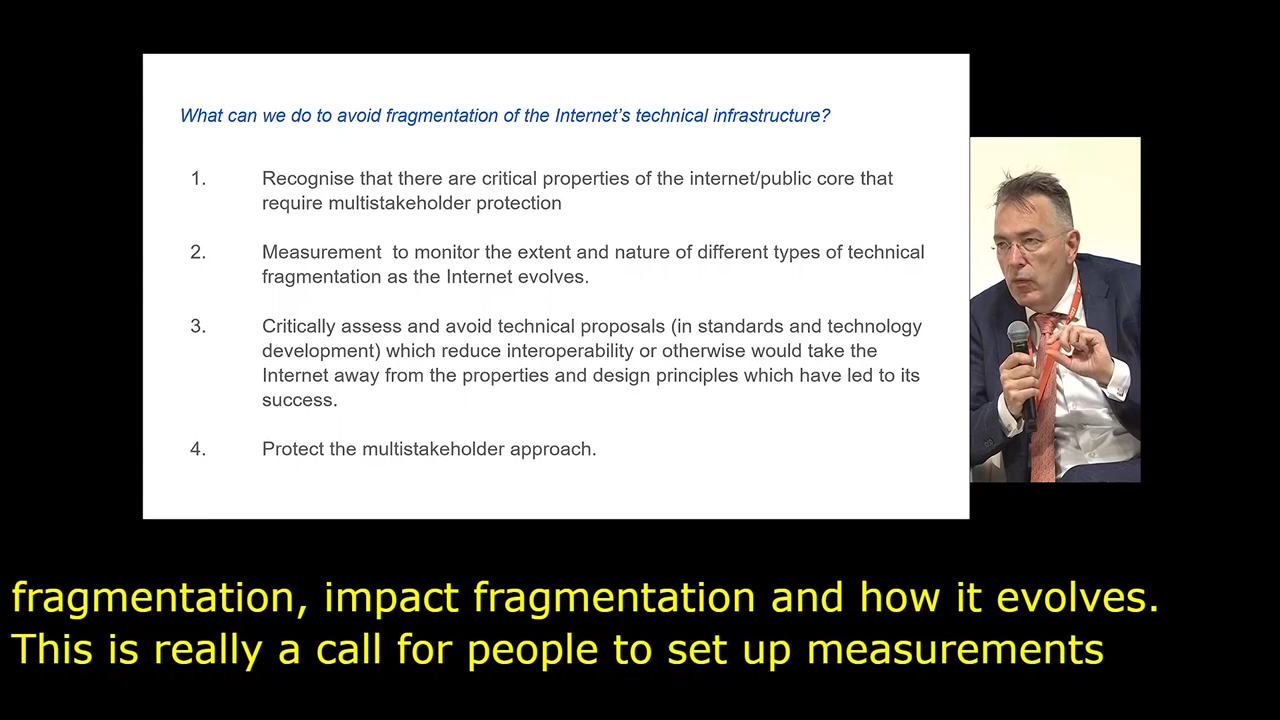 What can we do to avoid fragmentation of the Internet's technical infrastructure?
1. Recognise that there are critical properties of the internet/public core that
require multistakeholder protection
2. Measurement to monitor the extent and nature of different types of technical
fragmentation as the Internet evolves.
3. Critically assess and avoid technical proposals (in standards and technology
development) which reduce interoperability or otherwise would take the
Internet away from the properties and design principles which have led to its
success.
4. Protect the multistakeholder approach.
fragmentation, impact fragmentation and how it evolves.
This is really a call for people to set up measurements